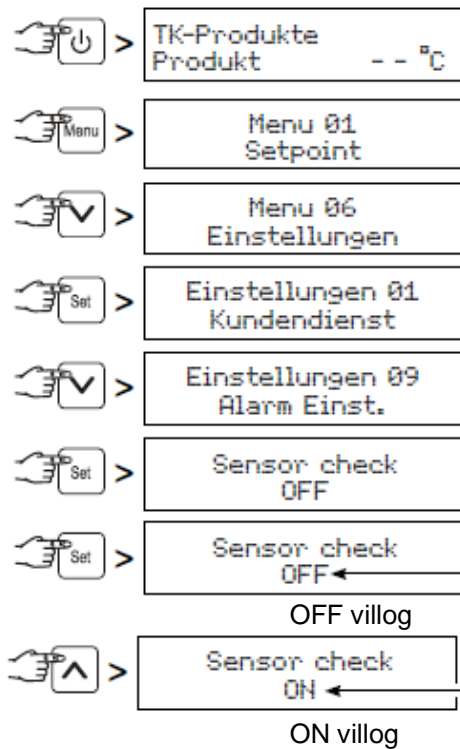 TK-Produkte
> Produkt -- °C
Menu > Menu 01
Setpoint
> Menu 06
Einstellungen
Set > Einstellungen 01
Kundendienst
> Einstellungen 09
Alarm Einst.
Set > Sensor check
OFF
Set > Sensor check
OFF
OFF villog
> Sensor check
ON
ON villog